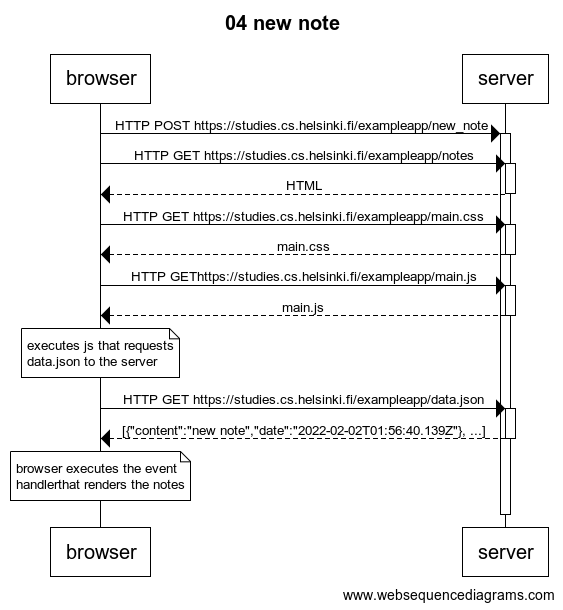 04 new note
browser
server
HTTP POST https://studies.cs.helsinki.fi/exampleapp/new_note
HTTP GET https://studies.cs.helsinki.fi/exampleapp/notes
HTML
HTTP GET https://studies.cs.helsinki.fi/exampleapp/main.css
main.css
HTTP GEThttps://studies.cs.helsinki.fi/exampleapp/main.js
main.js
executes js that requests
data.json to the server
HTTP GET https://studies.cs.helsinki.fi/exampleapp/data.json
[{"content":"new note","date":"2022-02-02T01:56:40.139Z"}, ...]
browser executes the event
handlerthat renders the notes
browser
server
www.websequencediagrams.com